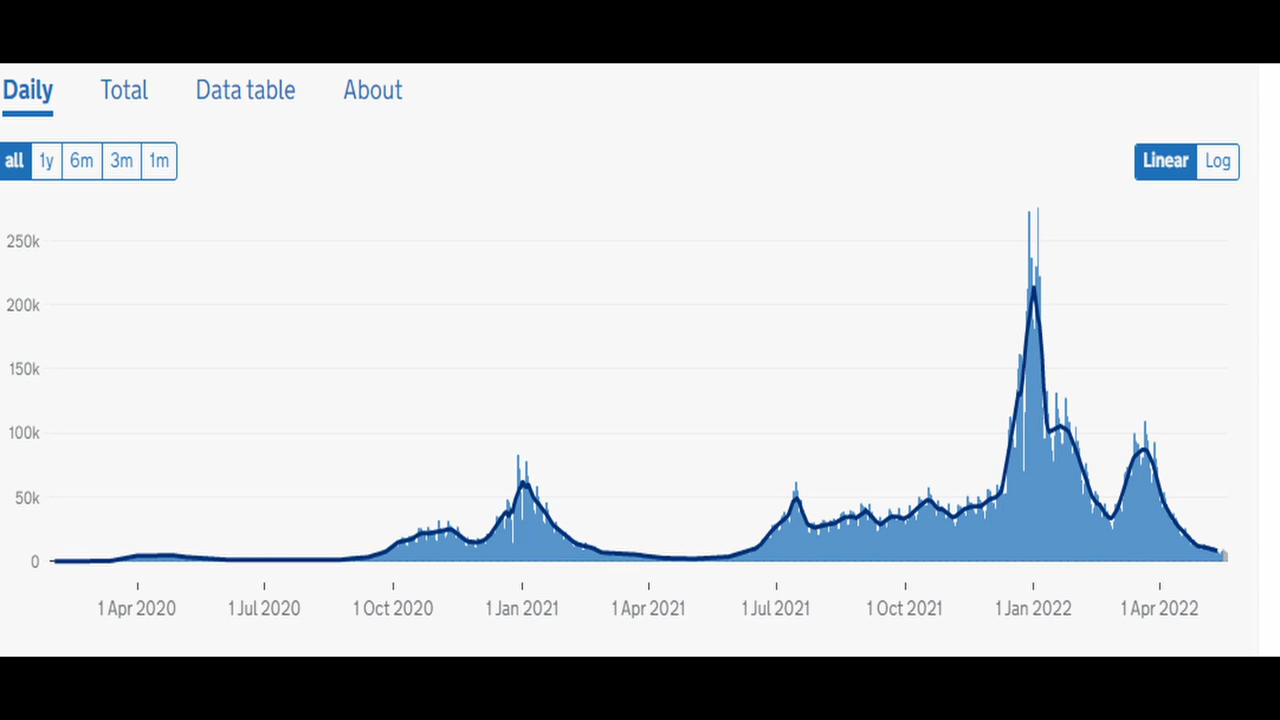 Daily Total Data table About
all 1y 6m 3m 1m Linear Log
250k
200k
150k
100k
50k
0
1 Apr 2020 1 Jul 2020 1 Oct 2020 1 Jan 2021 1 Apr 2021 1 Jul 2021 1 Oct 2021 1 Jan 2022 1 Apr 2022